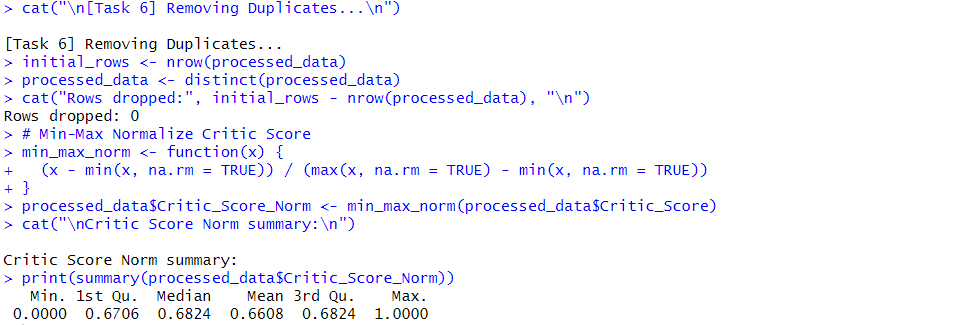 > cat("\n[Task 6] Removing Duplicates...\n")

[Task 6] Removing Duplicates...
> initial_rows <- nrow(processed_data)
> processed_data <- distinct(processed_data)
> cat("Rows dropped:", initial_rows - nrow(processed_data), "\n")
Rows dropped: 0
> # Min-Max Normalize Critic Score
> min_max_norm <- function(x) {
+   (x - min(x, na.rm = TRUE)) / (max(x, na.rm = TRUE) - min(x, na.rm = TRUE))
+ }
> processed_data$Critic_Score_Norm <- min_max_norm(processed_data$Critic_Score)
> cat("\nCritic Score Norm summary:\n")

Critic Score Norm summary:
> print(summary(processed_data$Critic_Score_Norm))
   Min. 1st Qu.  Median    Mean 3rd Qu.    Max.
 0.0000  0.6706  0.6824  0.6608  0.6824  1.0000